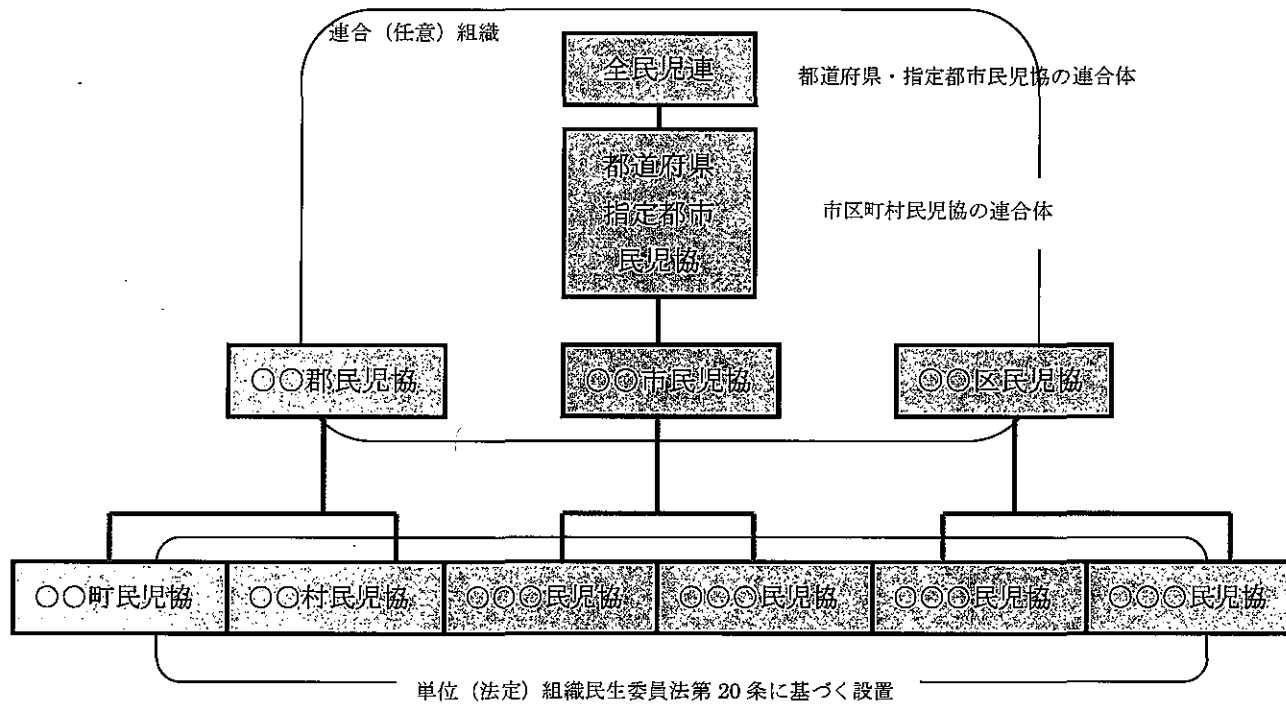 連合（任意）組織
全民児連
都道府県・指定都市民児協の連合体
都道府県
指定都市
民児協
市区町村民児協の連合体
○○郡民児協
○○市民児協
○○区民児協
○○町民児協
○○村民児協
○○○民児協
○○○民児協
○○○民児協
○○○民児協
単位（法定）組織民生委員法第 20 条に基づく設置